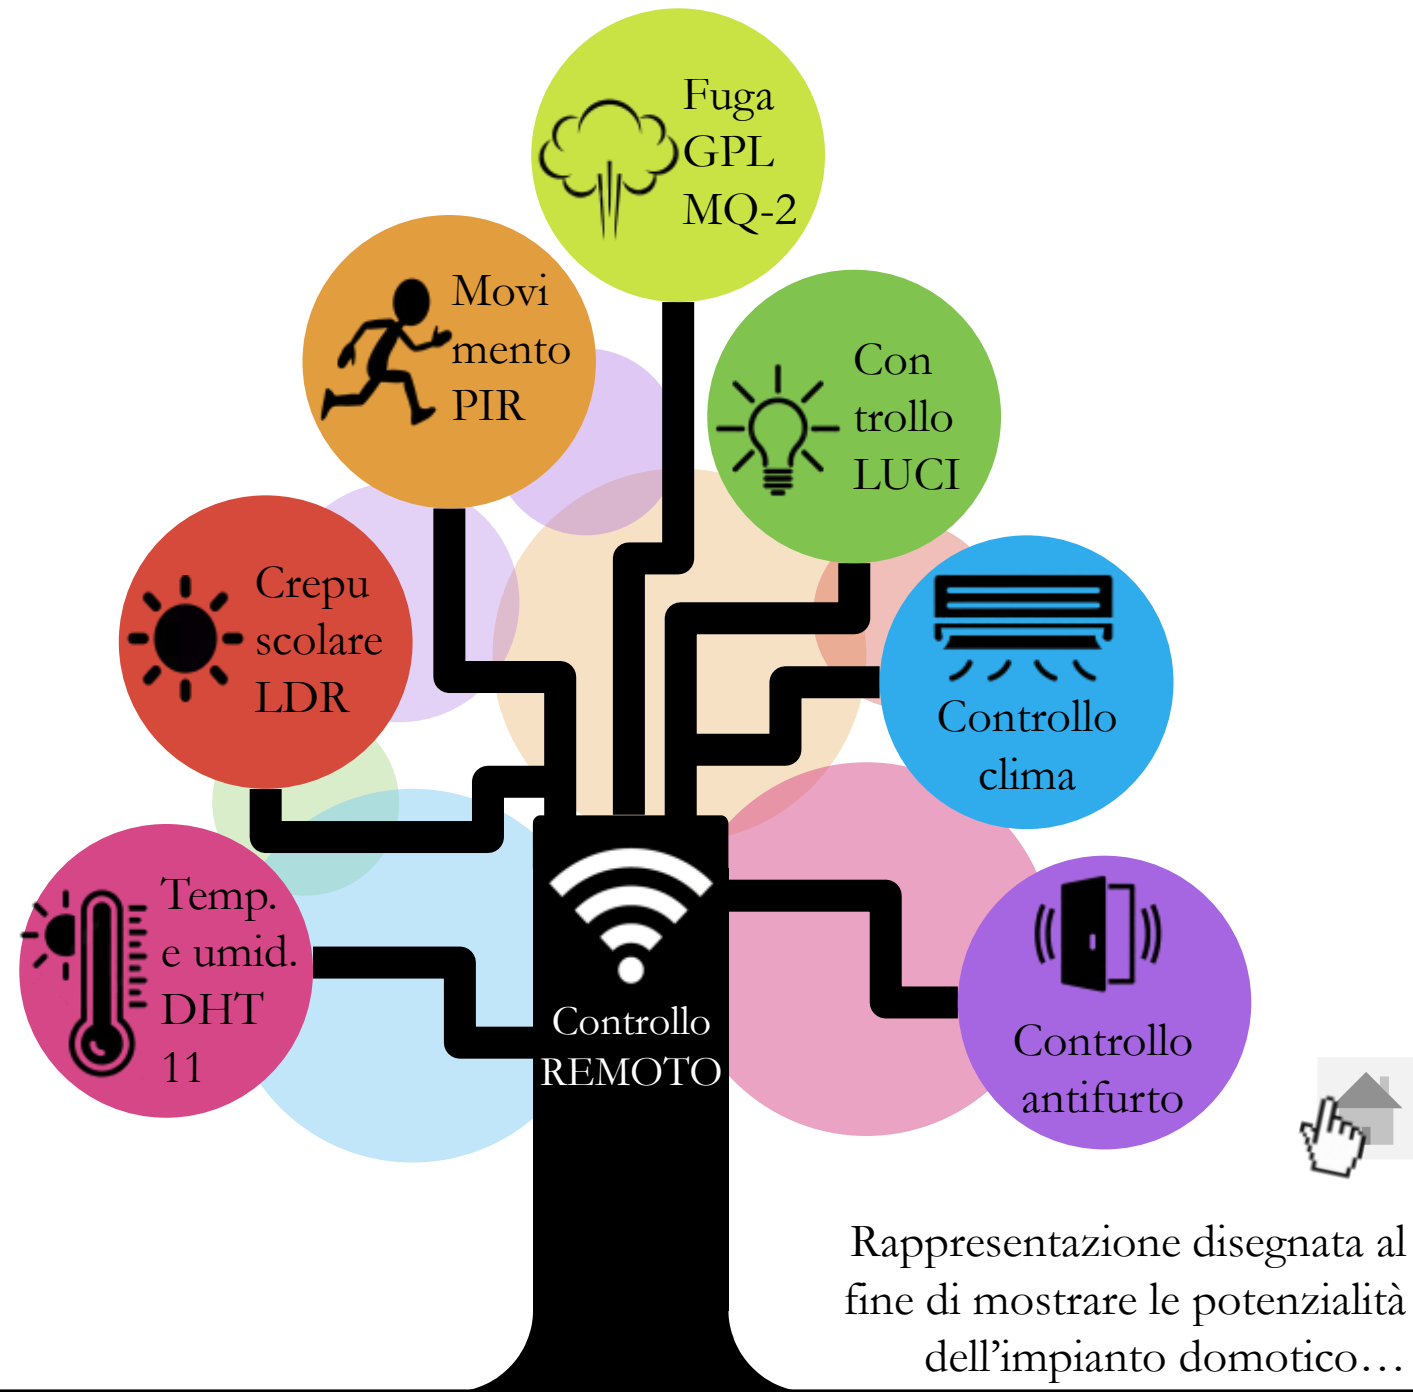 Fuga
GPL
MQ-2
Movi
mento
PIR
Con
trollo
LUCI
Crepu
scolare
LDR
Controllo
clima
Temp.
e umid.
DHT
11
Controllo
REMOTO
Controllo
antifurto
Rappresentazione disegnata al
fine di mostrare le potenzialità
dell’impianto domotico…